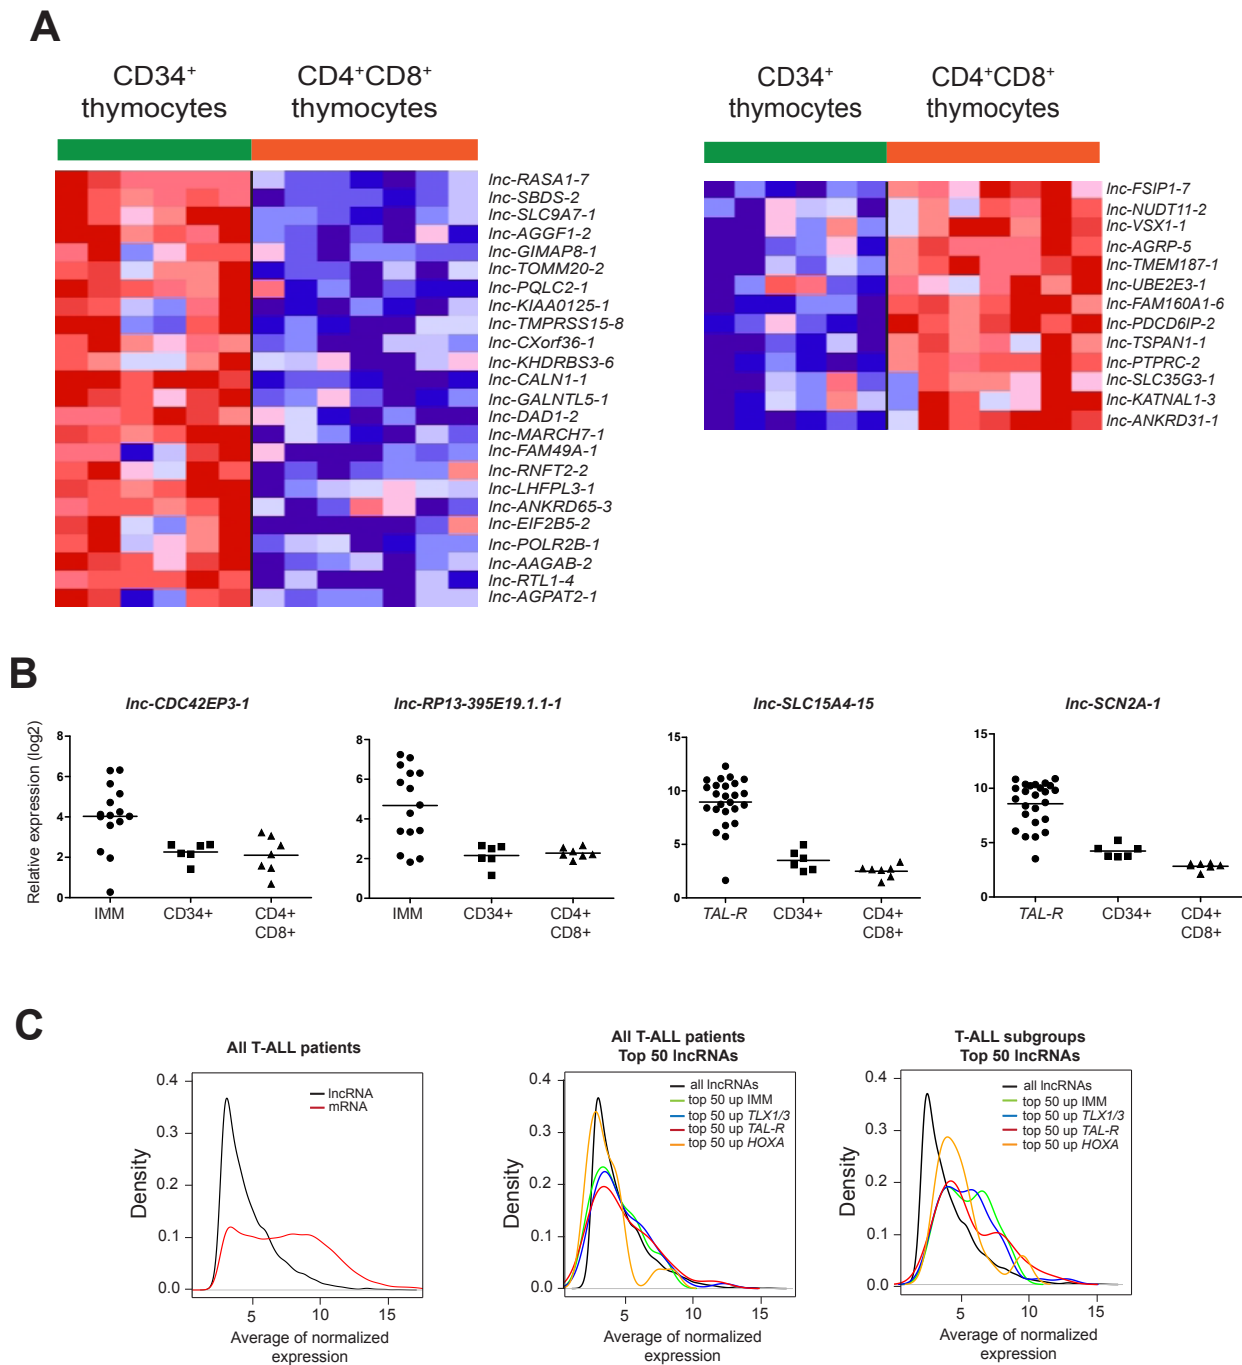 A
CD34+ thymocytes
CD4+CD8+ thymocytes
lnc-RASA1-7
lnc-SBDS-2
lnc-SLC9A7-1
lnc-AGGF1-2
lnc-GIMAP8-1
lnc-TOMM20-2
lnc-PQLC2-1
lnc-KIAA0125-1
lnc-TMPRSS15-8
lnc-CXorf36-1
lnc-KHDRBS3-6
lnc-CALN1-1
lnc-GALNTL5-1
lnc-DAD1-2
lnc-MARCH7-1
lnc-FAM49A-1
lnc-RNFT2-2
lnc-LHFPL3-1
lnc-ANKRD65-3
lnc-EIF2B5-2
lnc-POLR2B-1
lnc-AAGAB-2
lnc-RTL1-4
lnc-AGPAT2-1
CD34+
thymocytes
CD4+CD8+
thymocytes
lnc-FSIP1-7
lnc-NUDT11-2
lnc-VSX1-1
lnc-AGRP-5
lnc-TMEM187-1
lnc-UBE2E3-1
lnc-FAM160A1-6
lnc-PDCD6IP-2
lnc-TSPAN1-1
lnc-PTPRC-2
lnc-SLC35G3-1
lnc-KATNAL1-3
lnc-ANKRD31-1
B
lnc-CDC42EP3-1
Relative expression (log2)
8
6
4
2
0
IMM
CD34+
CD4+
CD8+
lnc-RP13-395E19.1.1-1
8
6
4
2
0
IMM
CD34+
CD4+
CD8+
lnc-SLC15A4-15
15
10
5
0
TAL-R
CD34+
CD4+
CD8+
lnc-SCN2A-1
15
10
5
0
TAL-R
CD34+
CD4+
CD8+
C
All T-ALL patients
lncRNA
mRNA
Density
0.4
0.3
0.2
0.1
0.0
5
10
15
Average of normalized
expression
All T-ALL patients
Top 50 lncRNAs
all lncRNAs
top 50 up IMM
top 50 up TLX1/3
top 50 up TAL-R
top 50 up HOXA
Density
0.4
0.3
0.2
0.1
0.0
5
10
15
Average of normalized
expression
T-ALL subgroups
Top 50 lncRNAs
all lncRNAs
top 50 up IMM
top 50 up TLX1/3
top 50 up TAL-R
top 50 up HOXA
Density
0.4
0.3
0.2
0.1
0.0
5
10
15
Average of normalized
expression